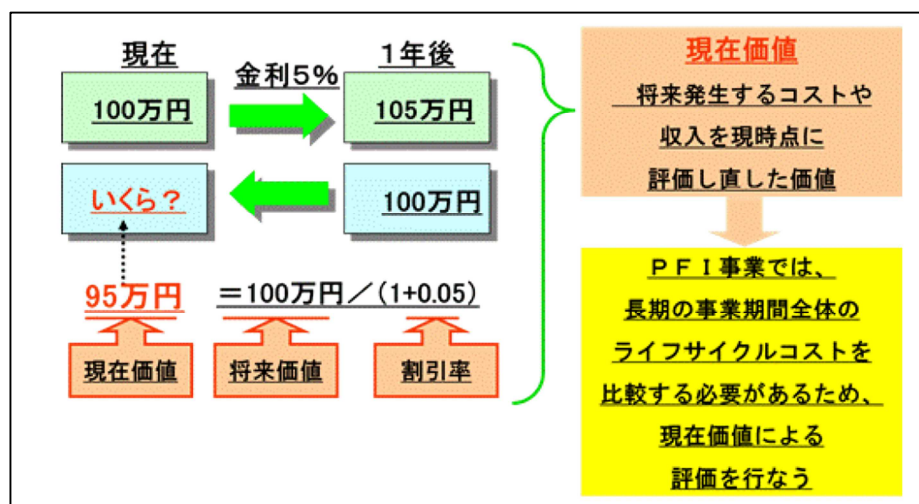 現在
金利5%
1年後
100万円
105万円
いくら?
100万円
95万円
=100万円/(1+0.05)
現在価値
将来価値
割引率
現在価値
将来発生するコストや
収入を現時点に
評価し直した価値
PFI事業では、
長期の事業期間全体の
ライフサイクルコストを
比較する必要があるため、
現在価値による
評価を行なう